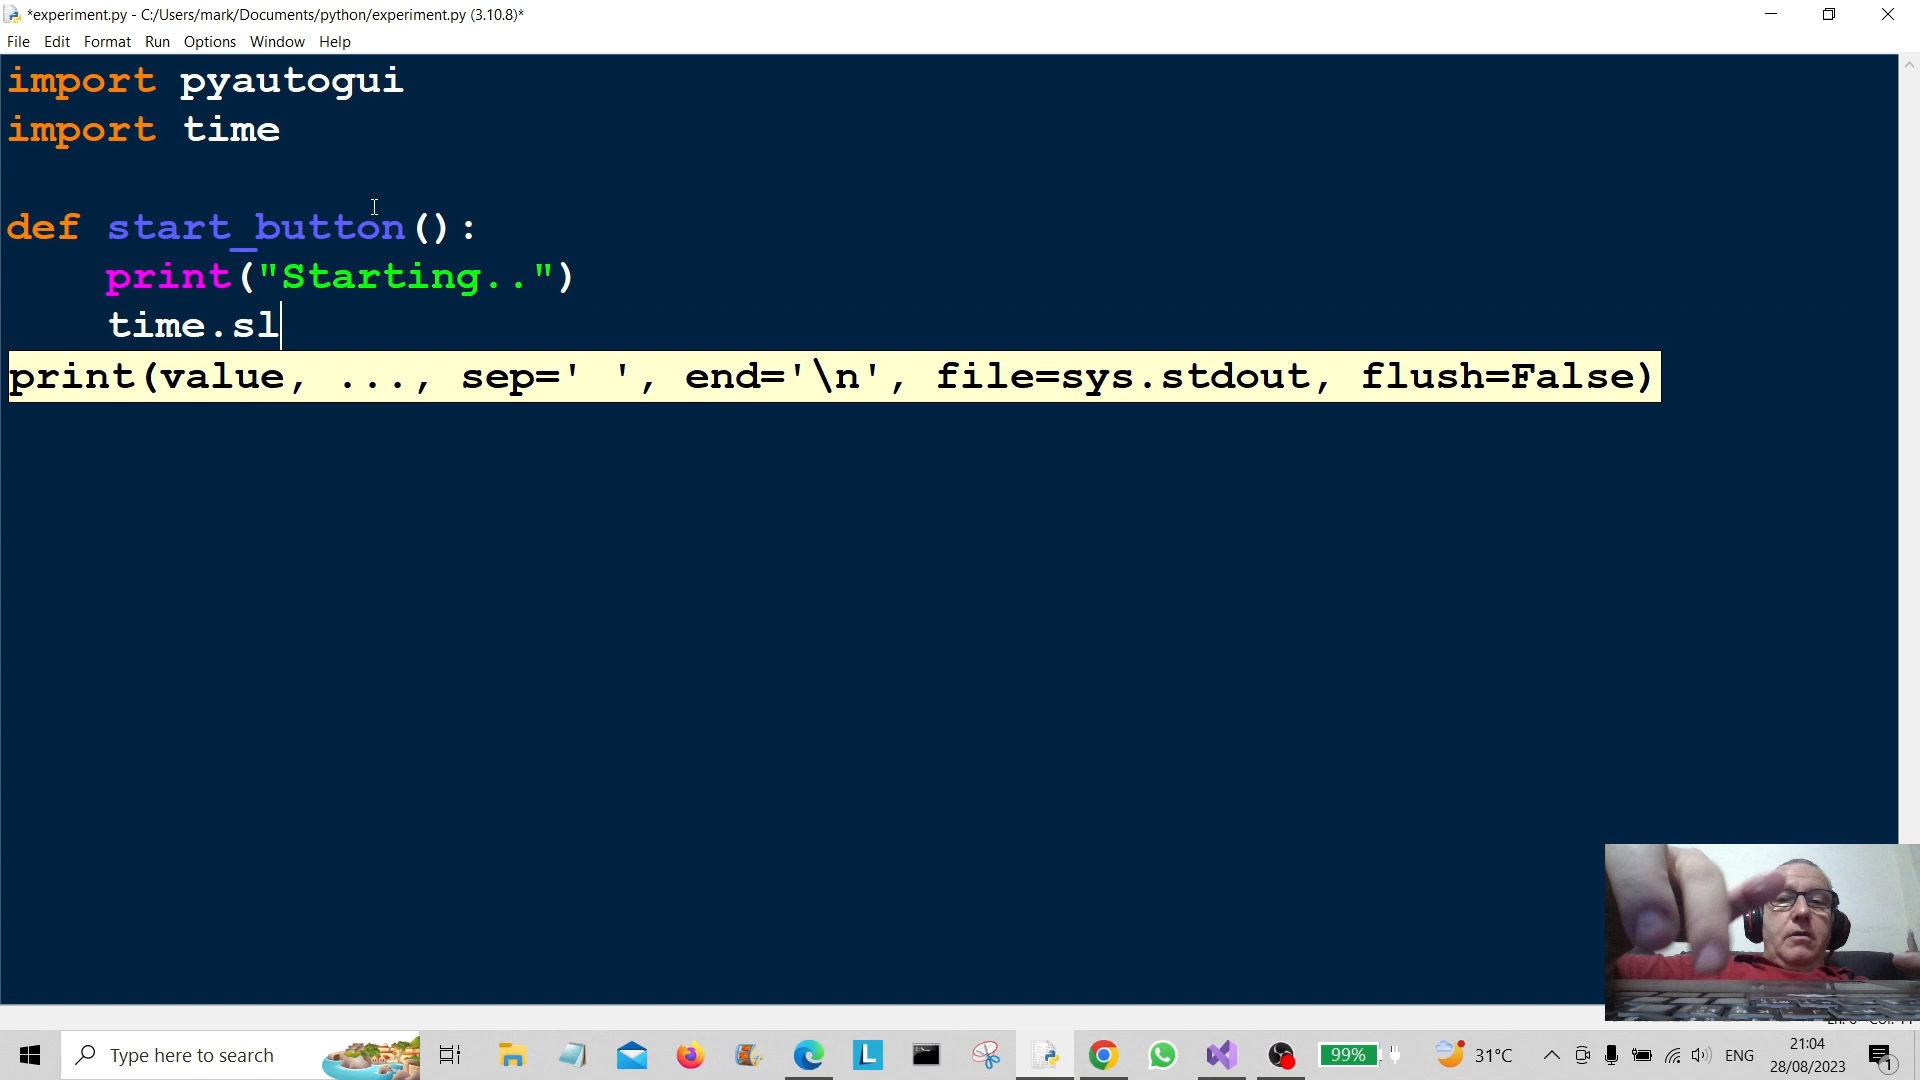 *experiment.py - C:/Users/mark/Documents/python/experiment.py (3.10.8)*
File Edit Format Run Options Window Help
import pyautogui
import time
def start_button():
print("Starting..")
time.sl
print(value, ..., sep=' ', end='\n', file=sys.stdout, flush=False)
Type here to search
L
99%
31°C
ENG
21:04
28/08/2023
1